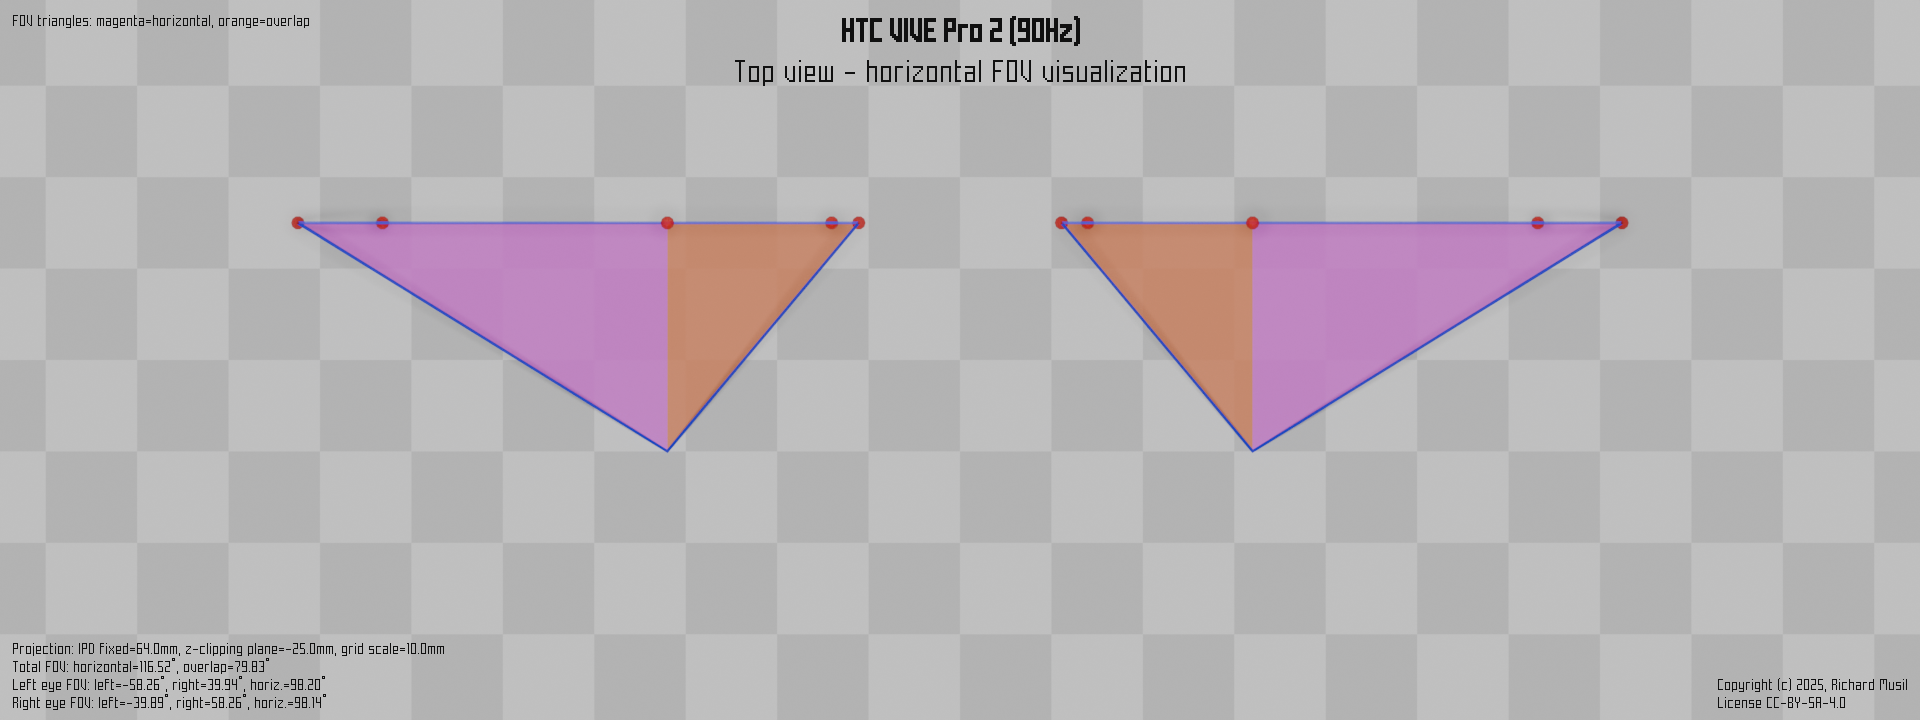 FOV triangles: magenta=horizontal, orange=overlap
HTC VIVE Pro 2 (90Hz)
Top view - horizontal FOV visualization
Projection: IPD fixed=64.0mm, z-clipping plane=-25.0mm, grid scale=10.0mm
Total FOV: horizontal=116.52°, overlap=79.83°
Left eye FOV: left=-58.26°, right=39.94°, horiz.=98.20°
Right eye FOV: left=-39.89°, right=58.26°, horiz.=98.14°
Copyright (c) 2025, Richard Musil
License CC-BY-SA-4.0